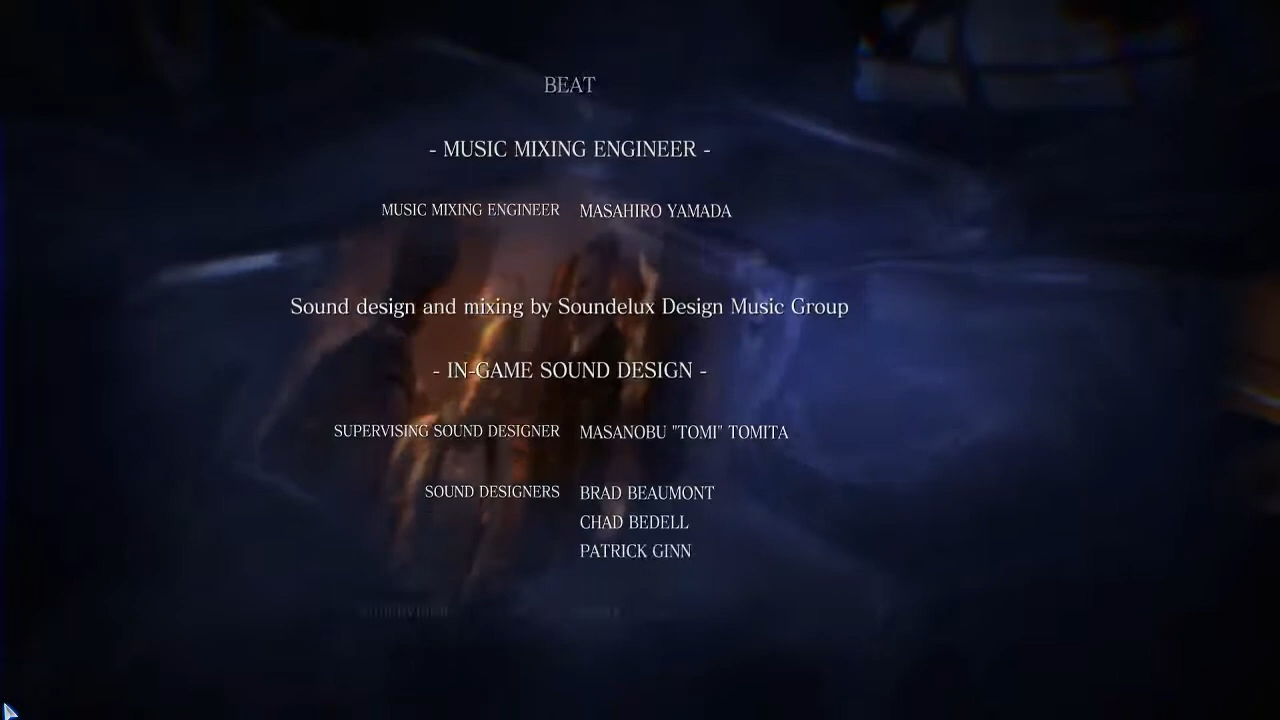 BEAT
- MUSIC MIXING ENGINEER -
MUSIC MIXING ENGINEER MASAHIRO YAMADA
Sound design and mixing by Soundelux Design Music Group
- IN-GAME SOUND DESIGN -
SUPERVISING SOUND DESIGNER MASANOBU "TOMI" TOMITA
SOUND DESIGNERS BRAD BEAUMONT
CHAD BEDELL
PATRICK GINN